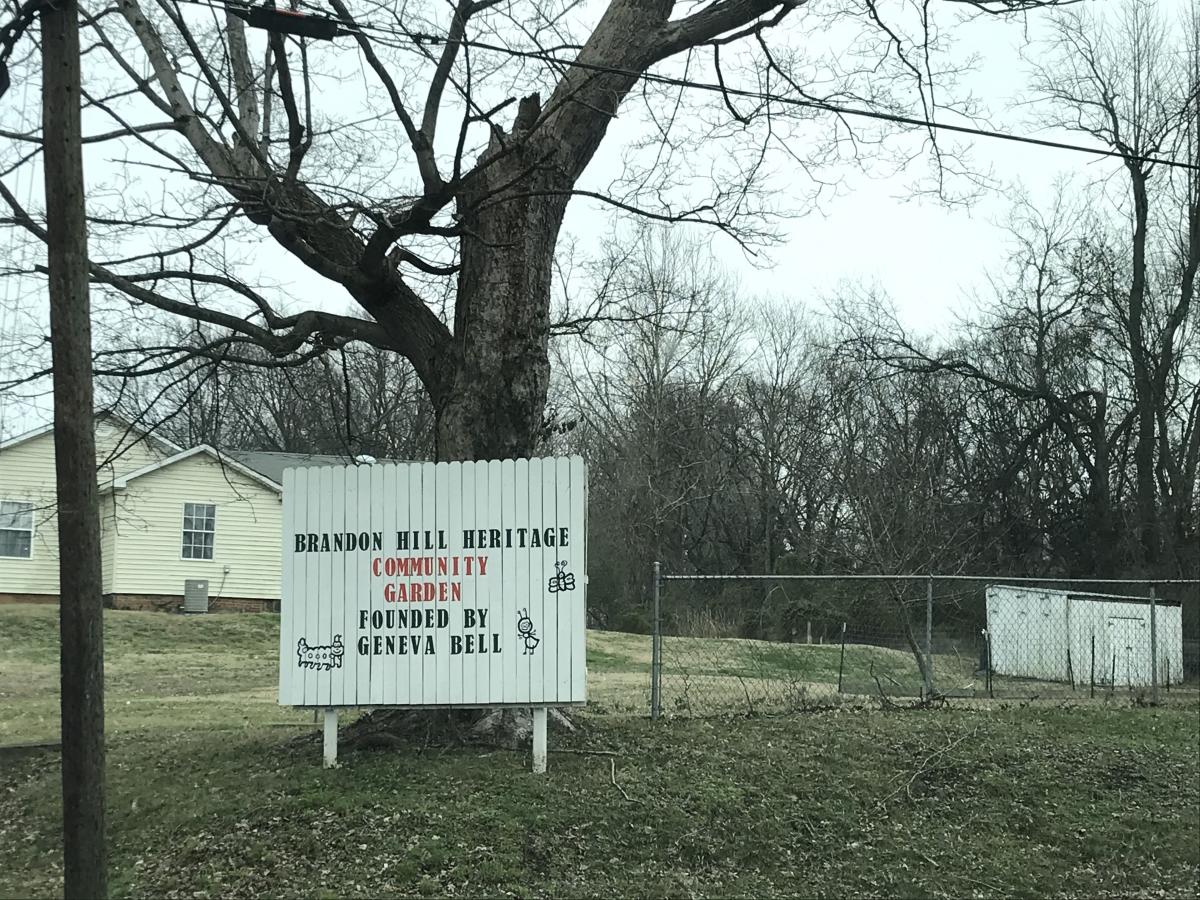 BRANDON HILL HERITAGE
COMMUNITY
GARDEN
FOUNDED BY
GENEVA BELL